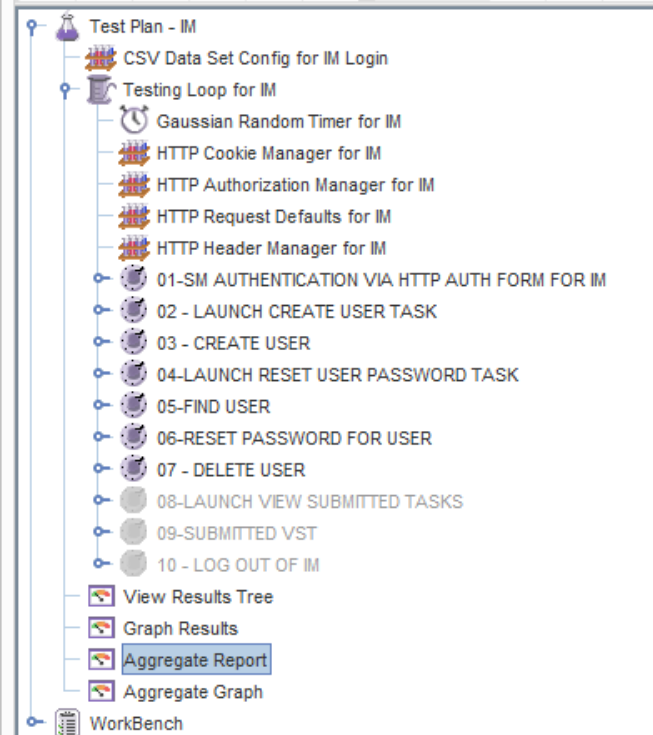 Test Plan - IM
CSV Data Set Config for IM Login
Testing Loop for IM
Gaussian Random Timer for IM
HTTP Cookie Manager for IM
HTTP Authorization Manager for IM
HTTP Request Defaults for IM
HTTP Header Manager for IM
01-SM AUTHENTICATION VIA HTTP AUTH FORM FOR IM
02 - LAUNCH CREATE USER TASK
03 - CREATE USER
04-LAUNCH RESET USER PASSWORD TASK
05-FIND USER
06-RESET PASSWORD FOR USER
07 - DELETE USER
08-LAUNCH VIEW SUBMITTED TASKS
09-SUBMITTED VST
10 - LOG OUT OF IM
View Results Tree
Graph Results
Aggregate Report
Aggregate Graph
WorkBench